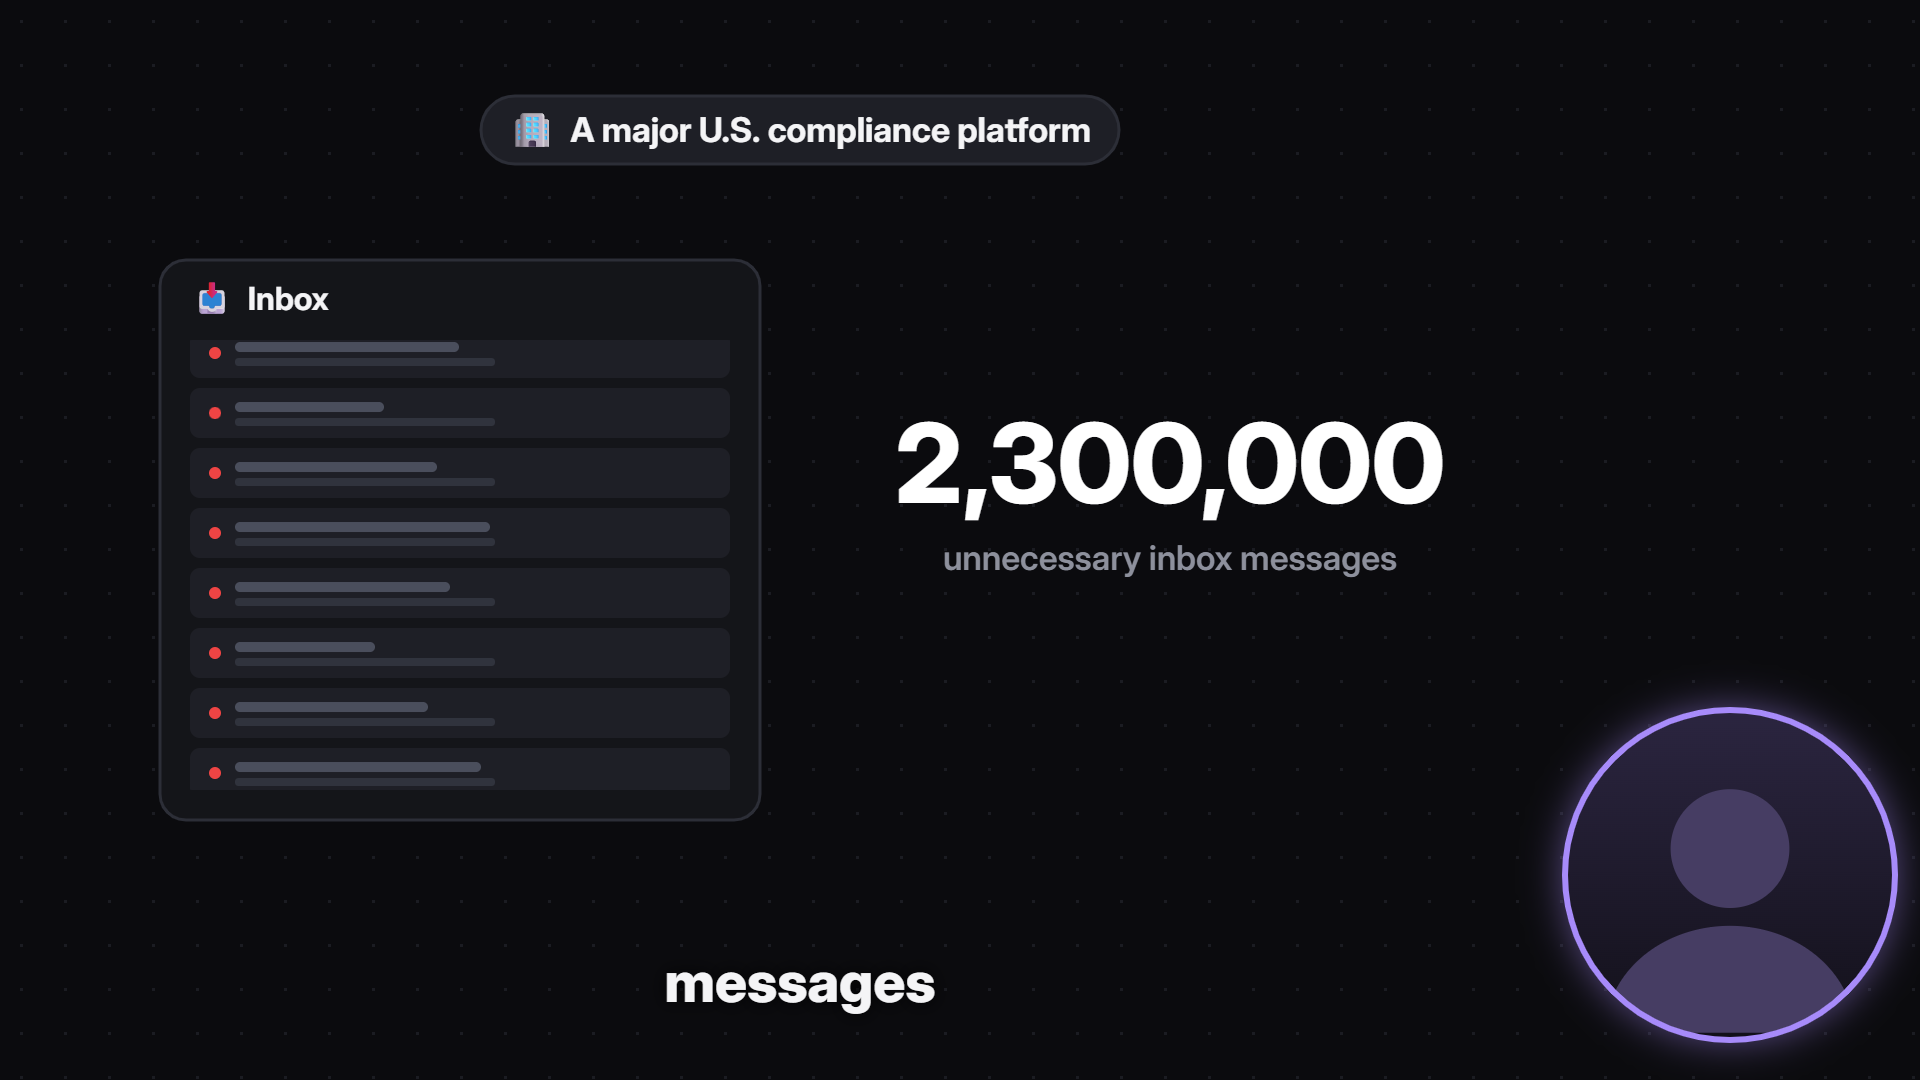 A major U.S. compliance platform
Inbox
2,300,000
unnecessary inbox messages
messages